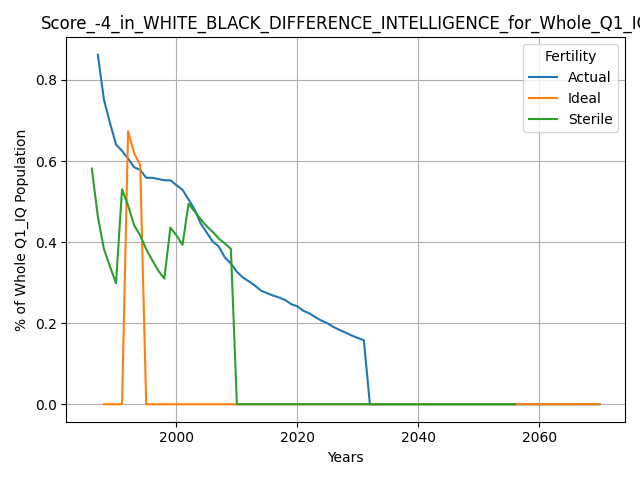 Score_-4_in_WHITE_BLACK_DIFFERENCE_INTELLIGENCE_for_Whole_Q1_IQ
% of Whole Q1_IQ Population
0.8
0.6
0.4
0.2
0.0
Fertility
Actual
Ideal
Sterile
2000
2020
2040
2060
Years